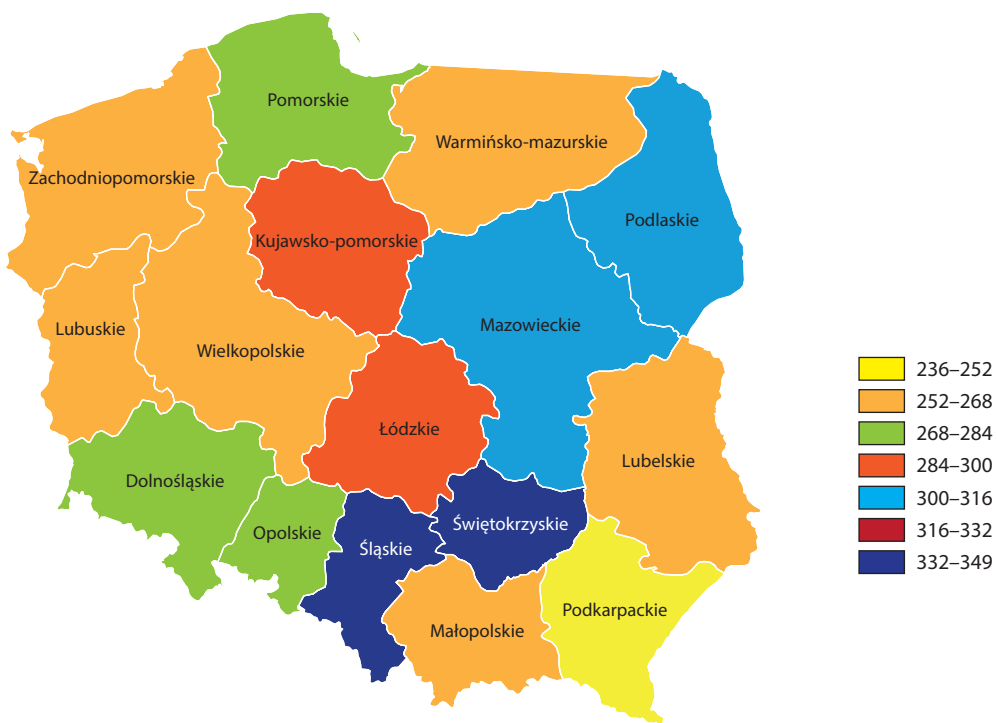 Pomorskie
Warmińsko-mazurskie
Zachodniopomorskie
Podlaskie
Kujawsko-pomorskie
Mazowieckie
Lubuskie
Wielkopolskie
Łódzkie
Lubelskie
Dolnośląskie
Opolskie
Śląskie
Świętokrzyskie
Podkarpackie
Małopolskie
236–252
252–268
268–284
284–300
300–316
316–332
332–349